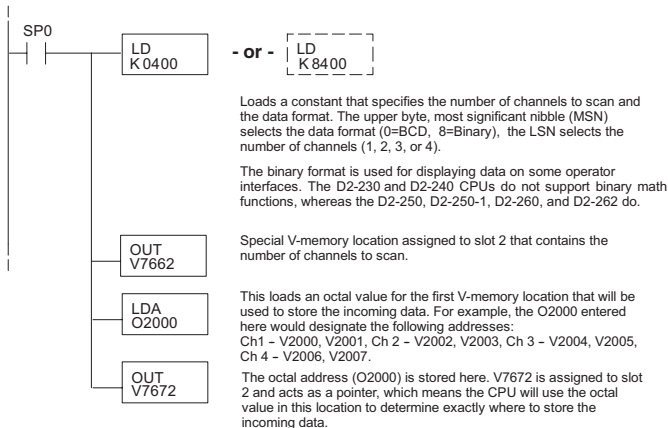 SP0
LD
K 0400
- or -
LD
K 8400
Loads a constant that specifies the number of channels to scan and
the data format. The upper byte, most significant nibble (MSN)
selects the data format (0=BCD, 8=Binary), the LSN selects the
number of channels (1, 2, 3, or 4).
The binary format is used for displaying data on some operator
interfaces. The D2-230 and D2-240 CPUs do not support binary math
functions, whereas the D2-250, D2-250-1, D2-260, and D2-262 do.
OUT
V7662
Special V-memory location assigned to slot 2 that contains the
number of channels to scan.
LDA
O2000
This loads an octal value for the first V-memory location that will be
used to store the incoming data. For example, the O2000 entered
here would designate the following addresses:
Ch1 – V2000, V2001, Ch 2 – V2002, V2003, Ch 3 – V2004, V2005,
Ch 4 – V2006, V2007.
OUT
V7672
The octal address (O2000) is stored here. V7672 is assigned to slot
2 and acts as a pointer, which means the CPU will use the octal
value in this location to determine exactly where to store the
incoming data.